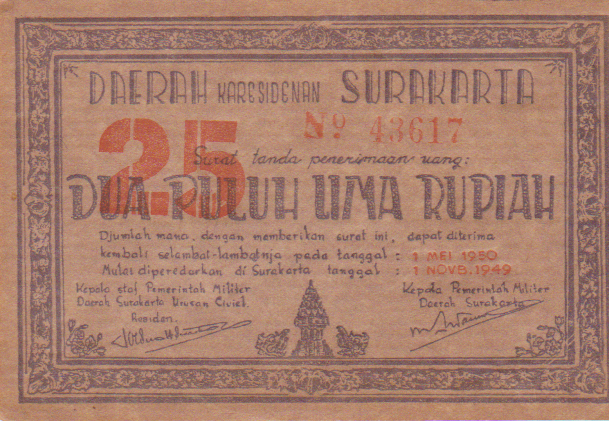 DAERAH KARESIDENAN SURAKARTA
Nº 43617
25
Surat tanda penerimaan uang:
DUA PULUH LIMA RUPIAH
Djumlah mana, dengan memberikan surat ini, dapat diterima
kembali selambat-lambatnja pada tanggal : 1 MEI 1950
Mulai diperedarkan di Surakarta tanggal : 1 NOVB. 1949
Kepala staf Pemerintah Militer
Daerah Surakarta Urusan Civiel.
Residen.
Kepala Pemerintah Militer
Daerah Surakarta